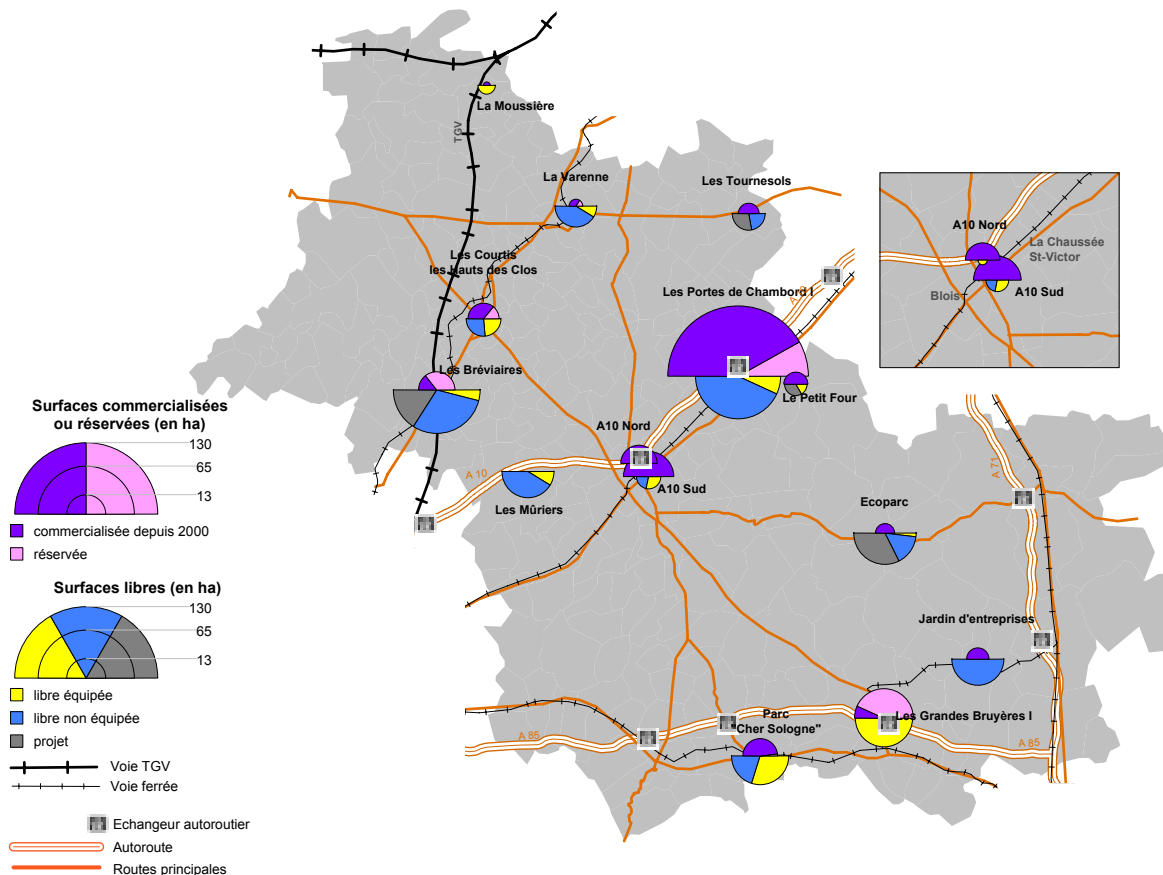 La Moussière
TGV
La Varenne
Les Tournesols
Les Courtis
les hauts des Clos
Les Portes de Chambord I
A10 Nord
La Chaussée
St-Victor
Blois
A10 Sud
Les Bréviaires
Le Petit Four
A10 Nord
A 10
A10 Sud
Les Mûriers
A 71
Ecoparc
Jardin d'entreprises
Parc
"Cher Sologne"
Les Grandes Bruyères I
A 85
A 85
Surfaces commercialisées
ou réservées (en ha)
130
65
13
commercialisée depuis 2000
réservée
Surfaces libres (en ha)
130
65
13
libre équipée
libre non équipée
projet
Voie TGV
Voie ferrée
Echangeur autoroutier
Autoroute
Routes principales